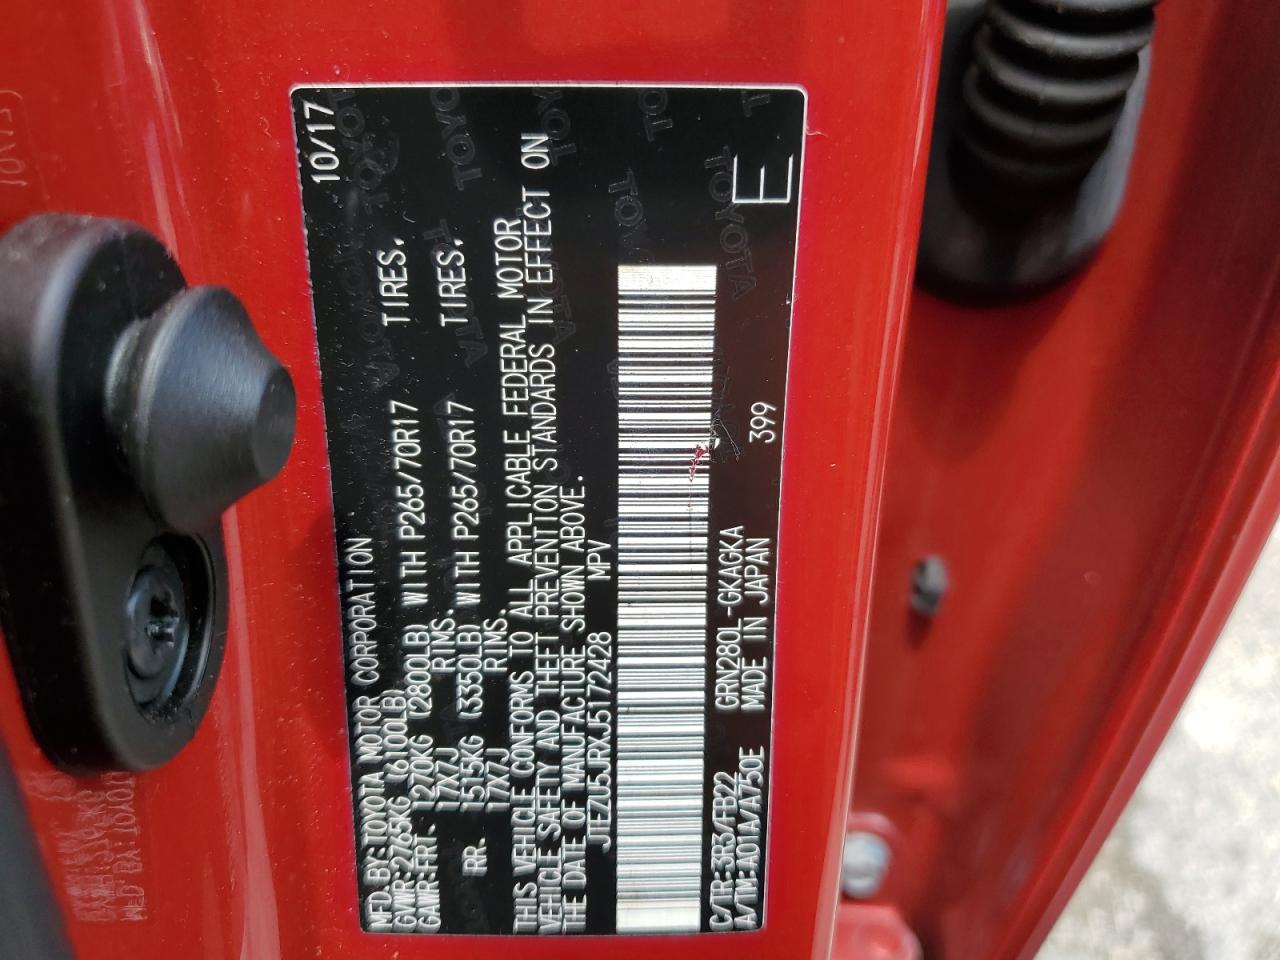 MFD. BY: TOYOTA MOTOR CORPORATION 10/17
GVWR: 2765KG (6100LB)
GAWR: FRT. 1270KG (2800LB) WITH P265/70R17 TIRES.
17X7J RIMS.
RR. 1515KG (3350LB) WITH P265/70R17 TIRES.
17X7J RIMS.
THIS VEHICLE CONFORMS TO ALL APPLICABLE FEDERAL MOTOR
VEHICLE SAFETY AND THEFT PREVENTION STANDARDS IN EFFECT ON
THE DATE OF MANUFACTURE SHOWN ABOVE.
JTEZU5JRXJ5172428 MPV
C/TR: 3R3/FB22 GRN280L-GKAGKA 399 E
A/TM: A01A/A750E MADE IN JAPAN